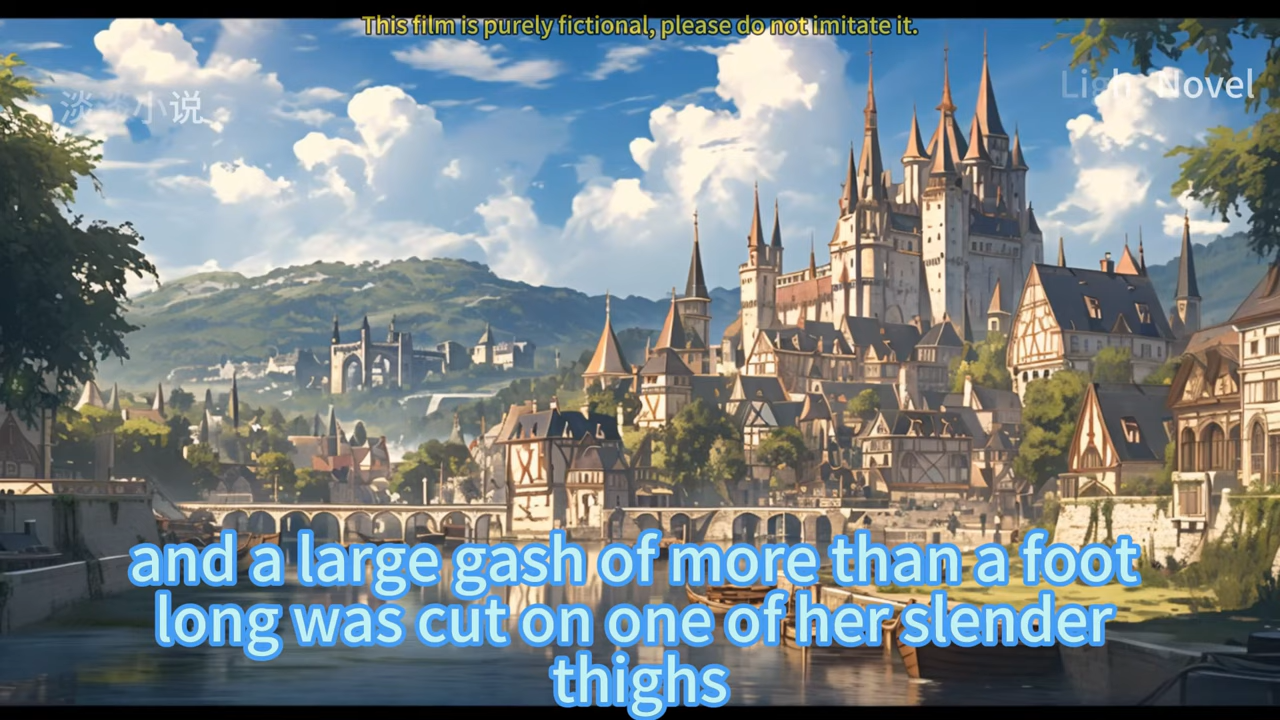 This film is purely fictional, please do not imitate it.
Light Novel
小说
and a large gash of more than a foot
long was cut on one of her slender
thighs